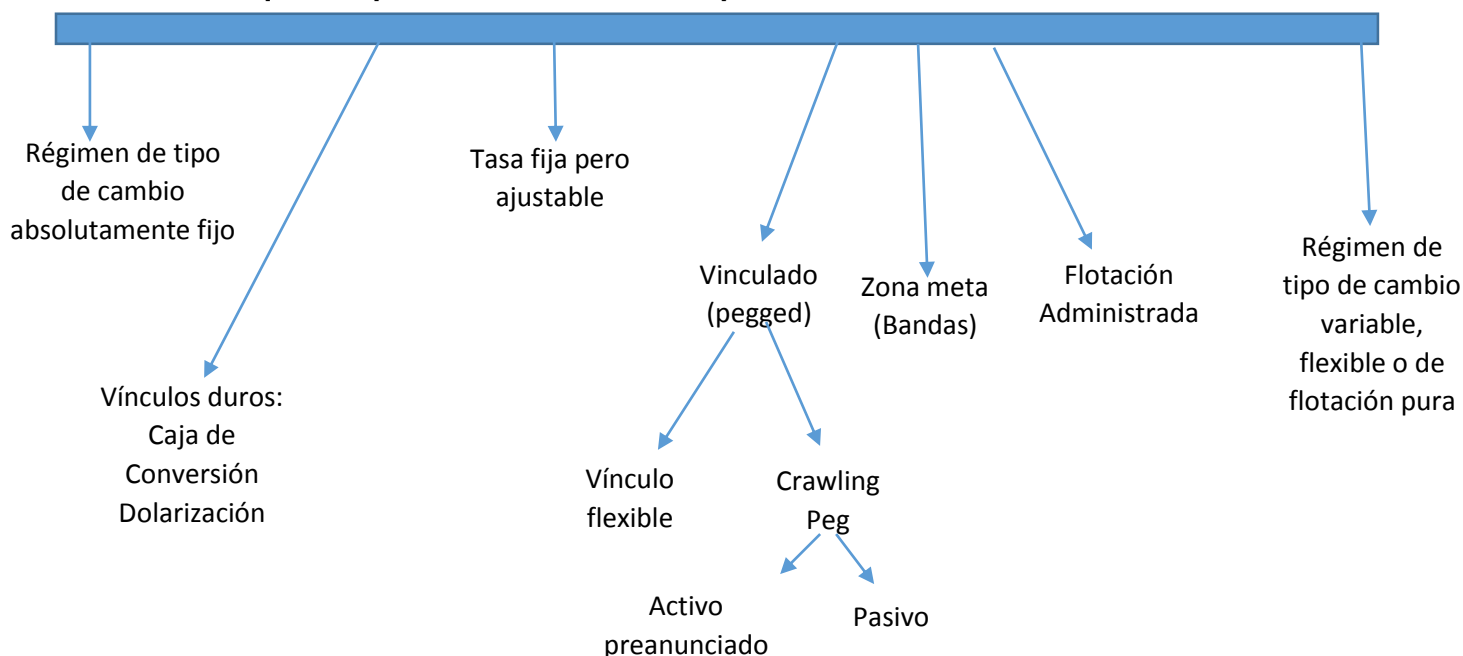 Régimen de tipo
de cambio
absolutamente fijo
Vínculos duros:
Caja de
Conversión
Dolarización
Tasa fija pero
ajustable
Vinculado
(pegged)
Vínculo
flexible
Crawling
Peg
Activo
preanunciado
Pasivo
Zona meta
(Bandas)
Flotación
Administrada
Régimen de
tipo de cambio
variable,
flexible o de
flotación pura